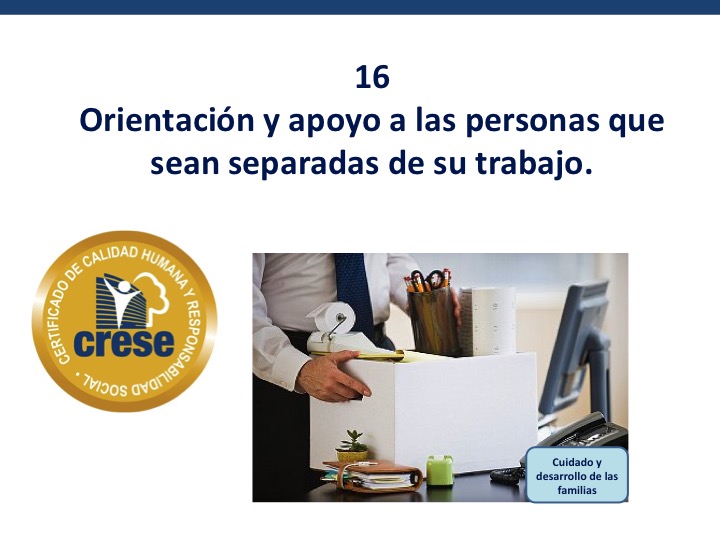 16
Orientación y apoyo a las personas que
sean separadas de su trabajo.
CERTIFICADO DE CALIDAD HUMANA Y RESPONSABILIDAD SOCIAL •
crese
Cuidado y
desarrollo de las
familias